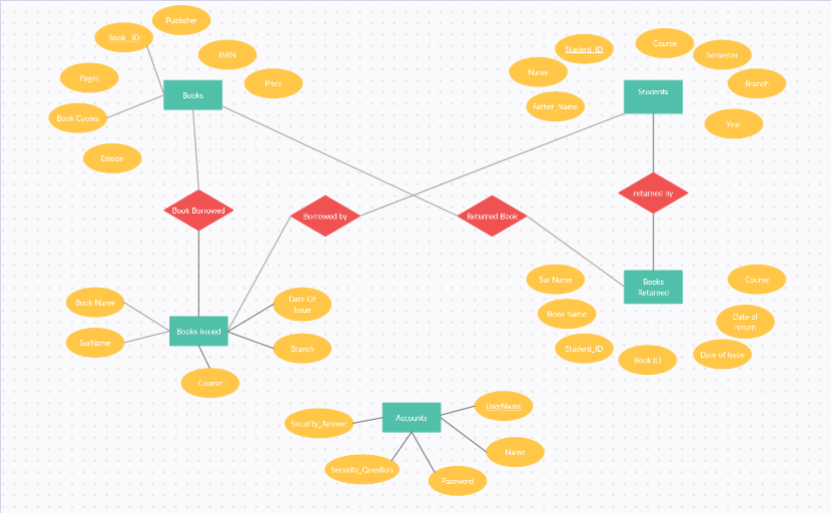 Publisher
Book _ID
ISBN
Pages
Price
Books
Book Copies
Edition
Student_ID
Course
Semester
Name
Branch
Father_Name
Students
Year
Book Borrowed
Borrowed by
Returned Book
returned by
Book Name
SurName
Books Issued
Date Of
Issue
Branch
Course
Sur Name
Book Name
Student_ID
Book ID
Books
Returned
Course
Date of
return
Date of Issue
Accounts
UserName
Security_Answer
Name
Security_Question
Password